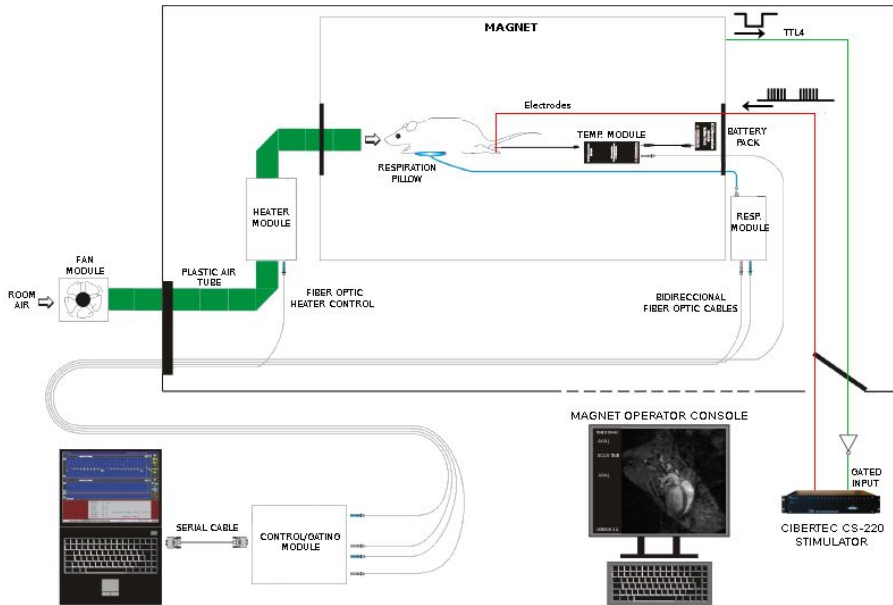 MAGNET
TTL4
Electrodes
TEMP. MODULE
BATTERY
PACK
RESPIRATION
PILLOW
HEATER
MODULE
RESP.
MODULE
FAN
MODULE
PLASTIC AIR
TUBE
ROOM
AIR
FIBER OPTIC
HEATER CONTROL
BIDIRECCIONAL
FIBER OPTIC CABLES
MAGNET OPERATOR CONSOLE
GATED
INPUT
SERIAL CABLE
CONTROL/GATING
MODULE
CIBERTEC CS-220
STIMULATOR